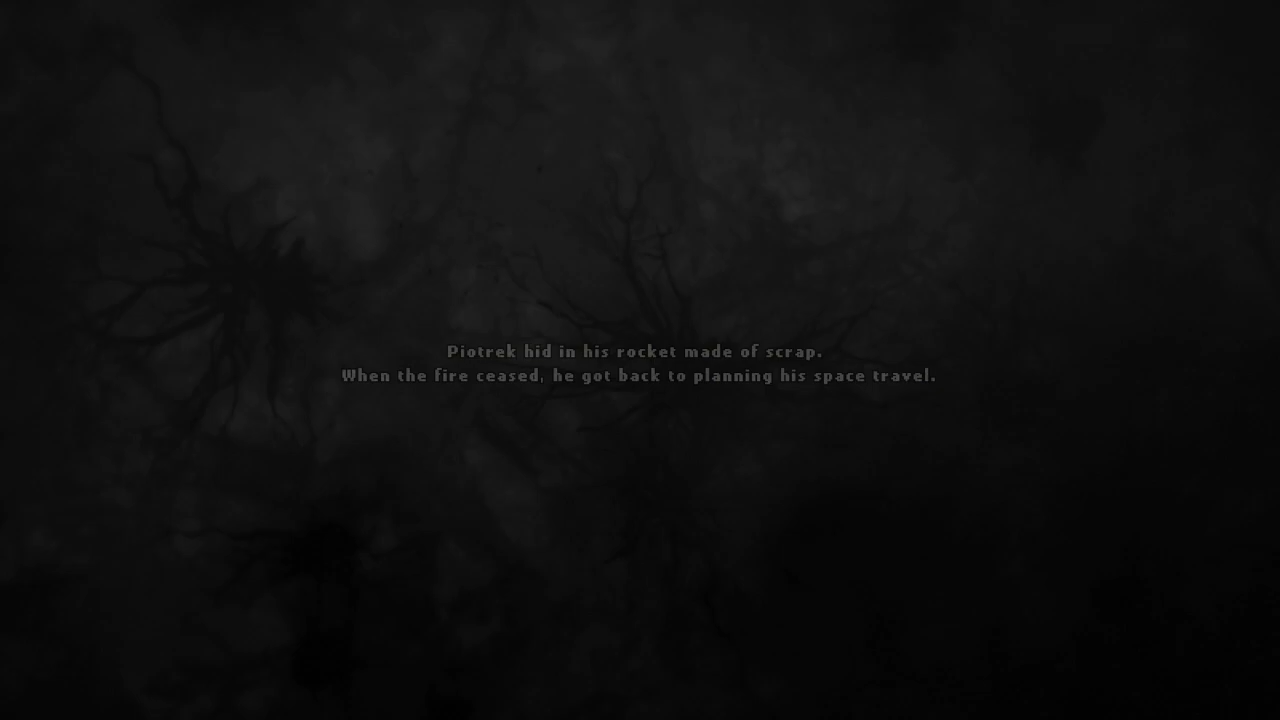 Piotrek hid in his rocket made of scrap.
When the fire ceased, he got back to planning his space travel.